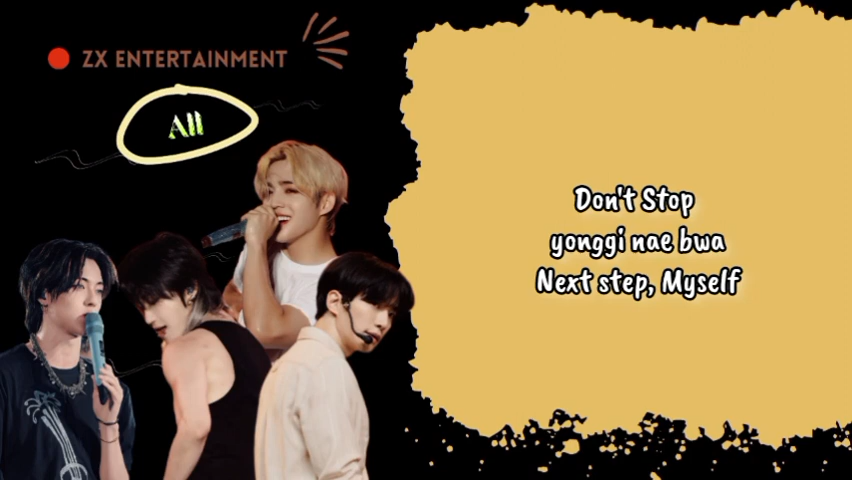 ZX ENTERTAINMENT
All
Don't Stop
yonggi nae bwa
Next step, Myself